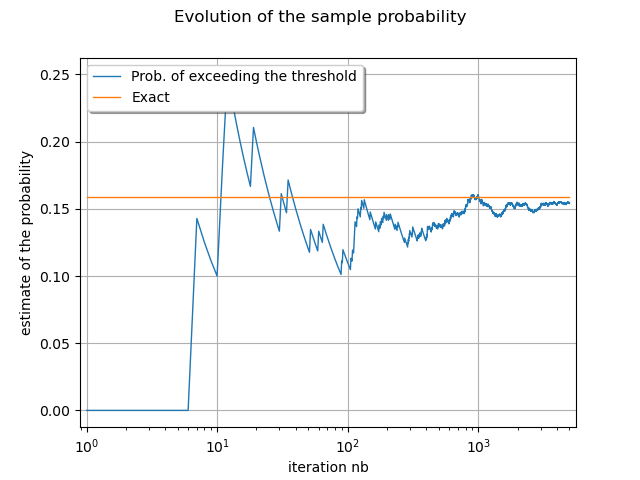 Evolution of the sample probability
Prob. of exceeding the threshold
Exact
estimate of the probability
0.25
0.20
0.15
0.10
0.05
0.00
10⁰
10¹
10²
10³
iteration nb